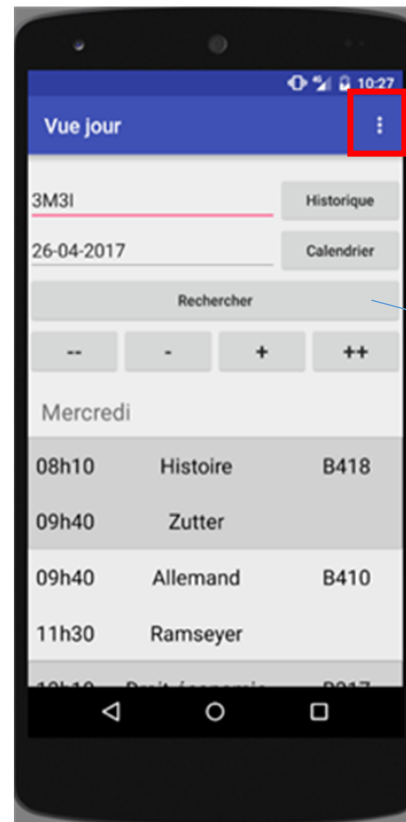 10:27
Vue jour
3M3I
Historique
26-04-2017
Calendrier
Rechercher
-- - + ++
Mercredi
08h10 Histoire B418
09h40 Zutter
09h40 Allemand B410
11h30 Ramseyer